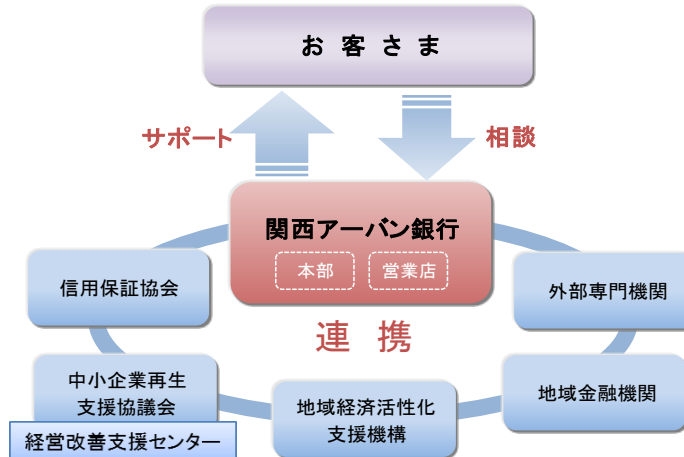 お客さま
サポート
相談
関西アーバン銀行
本部
営業店
信用保証協会
外部専門機関
連携
中小企業再生
支援協議会
経営改善支援センター
地域経済活性化
支援機構
地域金融機関